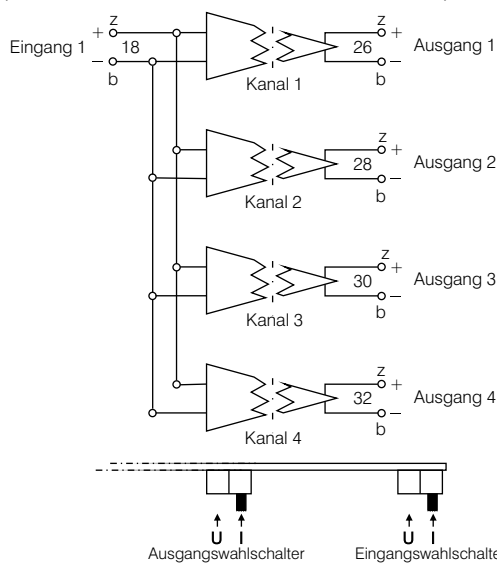 z
+ 18 z + 
Eingang 1 26 Ausgang 1
− b −
b Kanal 1
z
+
28 Ausgang 2
−
Kanal 2 b
z
+
30 Ausgang 3
−
Kanal 3 b
z
+
32 Ausgang 4
−
Kanal 4 b
U I U I
Ausgangswahlschalter Eingangswahlschalte